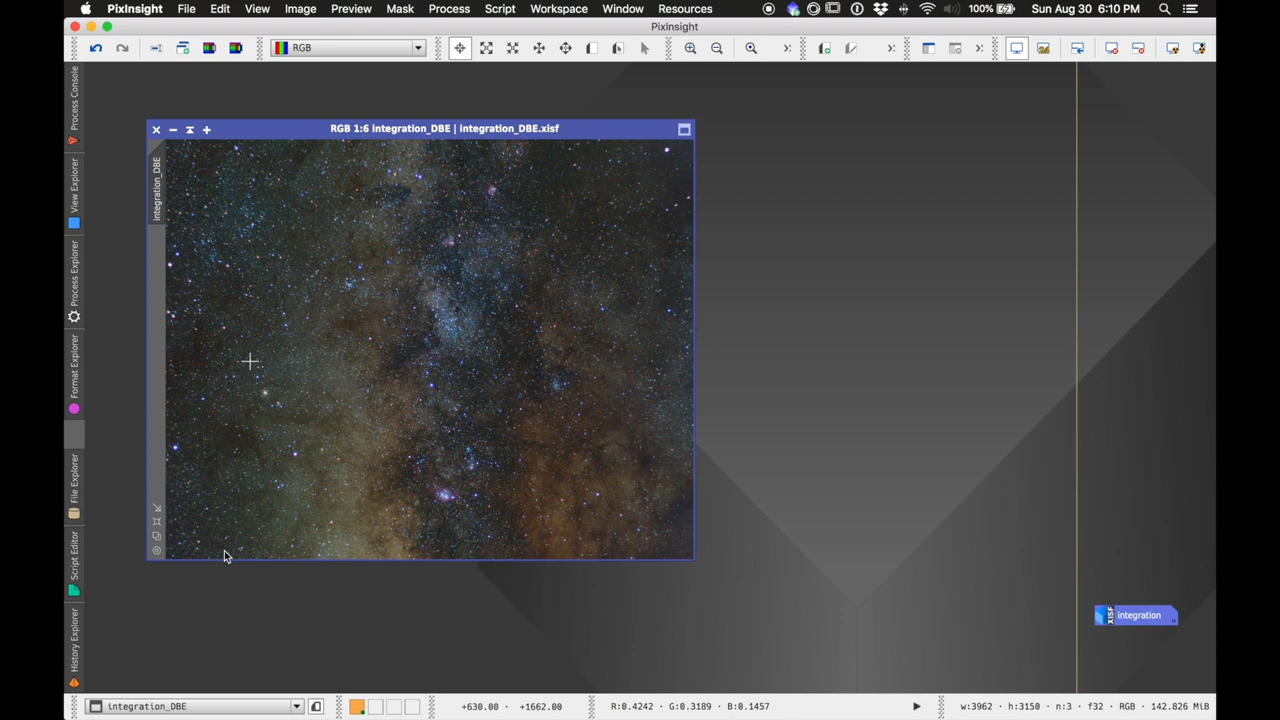 PixInsight File Edit View Image Preview Mask Process Script Workspace Window Resources 100% Sun Aug 30 6:10 PM
PixInsight
RGB
RGB 1:6 integration_DBE | integration_DBE.xisf
integration_DBE
Process Console
View Explorer
Process Explorer
Format Explorer
File Explorer
Script Editor
History Explorer
XISF integration
integration_DBE +630.00 · +1662.00 R:0.4242 · G:0.3189 · B:0.1457 w:3962 · h:3150 · n:3 · f32 · RGB · 142.826 MiB